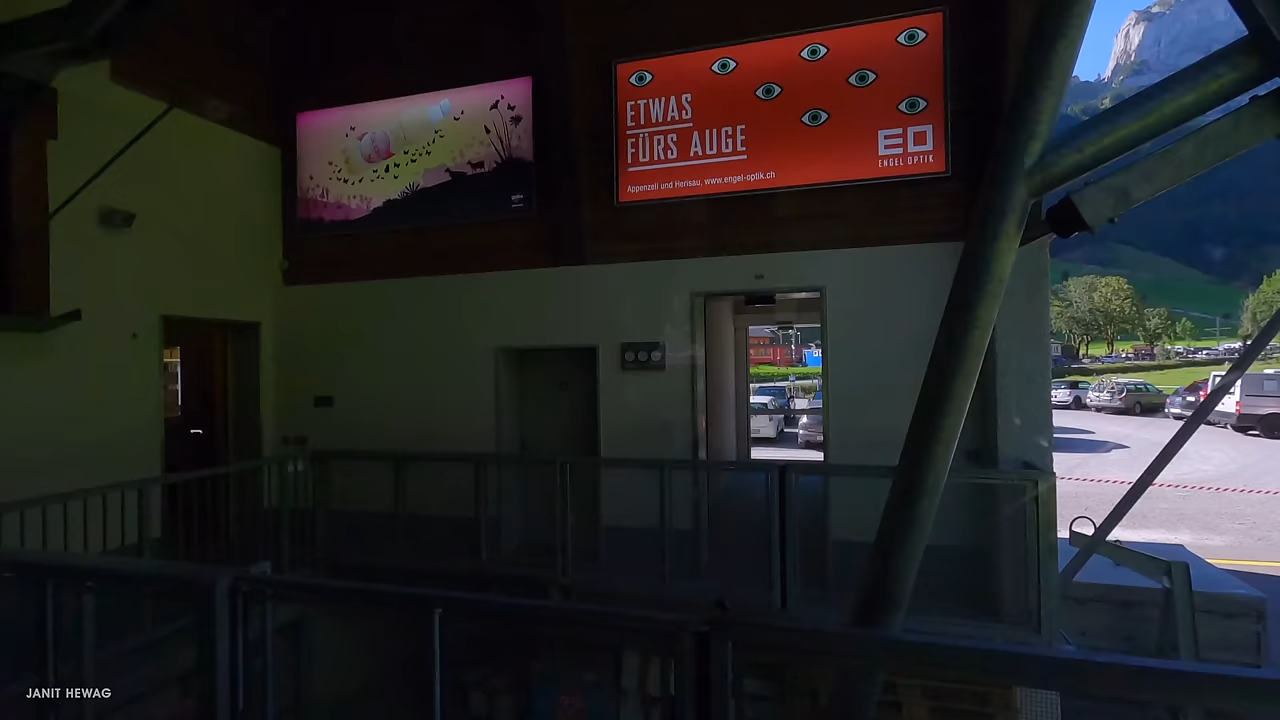 ETWAS
FÜRS AUGE
EO
ENGEL OPTIK
Appenzell und Herisau, www.engel-optik.ch
JANIT HEWAG